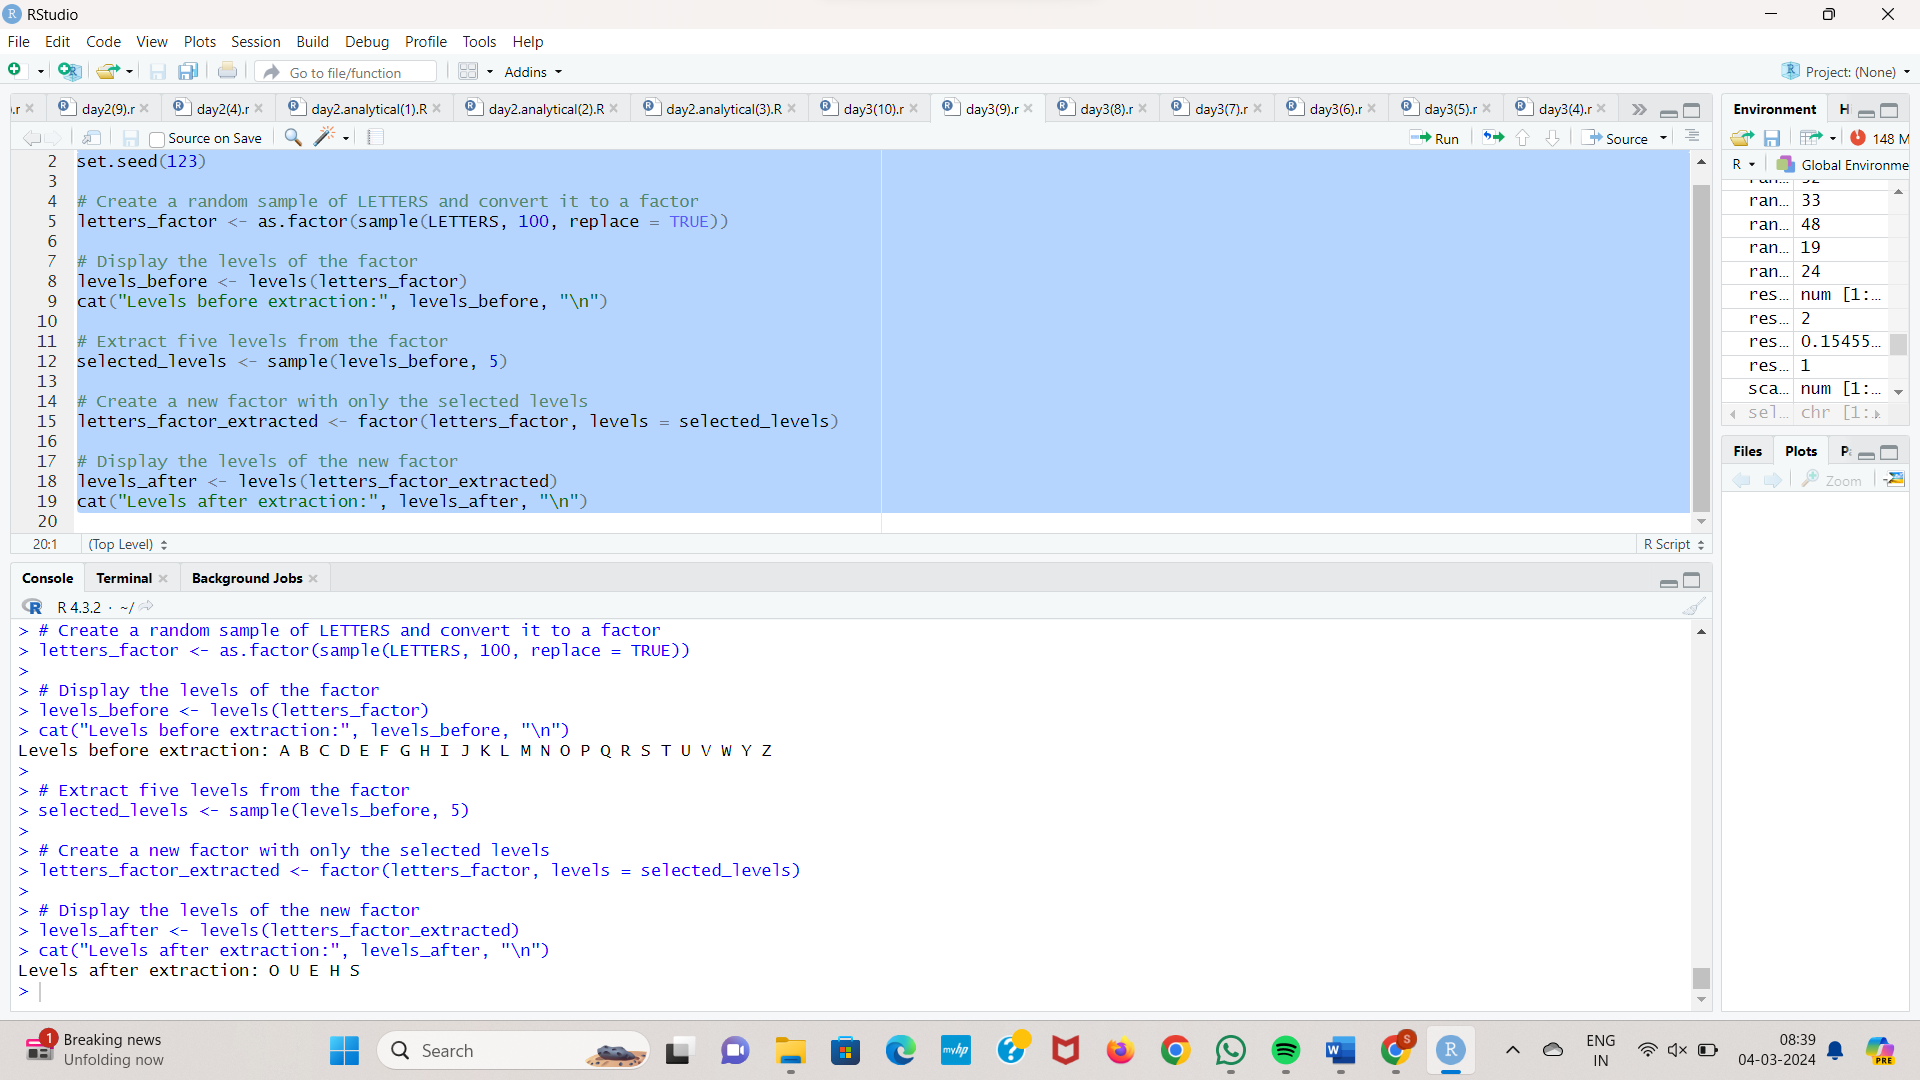 RStudio
File Edit Code View Plots Session Build Debug Profile Tools Help
Go to file/function Addins Project: (None)
).r day2(9).r day2(4).r day2.analytical(1).R day2.analytical(2).R day2.analytical(3).R day3(10).r day3(9).r day3(8).r day3(7).r day3(6).r day3(5).r day3(4).r
Source on Save Run Source
2 set.seed(123)
3
4 # Create a random sample of LETTERS and convert it to a factor
5 letters_factor <- as.factor(sample(LETTERS, 100, replace = TRUE))
6
7 # Display the levels of the factor
8 levels_before <- levels(letters_factor)
9 cat("Levels before extraction:", levels_before, "\n")
10
11 # Extract five levels from the factor
12 selected_levels <- sample(levels_before, 5)
13
14 # Create a new factor with only the selected levels
15 letters_factor_extracted <- factor(letters_factor, levels = selected_levels)
16
17 # Display the levels of the new factor
18 levels_after <- levels(letters_factor_extracted)
19 cat("Levels after extraction:", levels_after, "\n")
20
20:1 (Top Level) R Script
Console Terminal Background Jobs
R 4.3.2 · ~/
> # Create a random sample of LETTERS and convert it to a factor
> letters_factor <- as.factor(sample(LETTERS, 100, replace = TRUE))
>
> # Display the levels of the factor
> levels_before <- levels(letters_factor)
> cat("Levels before extraction:", levels_before, "\n")
Levels before extraction: A B C D E F G H I J K L M N O P Q R S T U V W Y Z
>
> # Extract five levels from the factor
> selected_levels <- sample(levels_before, 5)
>
> # Create a new factor with only the selected levels
> letters_factor_extracted <- factor(letters_factor, levels = selected_levels)
>
> # Display the levels of the new factor
> levels_after <- levels(letters_factor_extracted)
> cat("Levels after extraction:", levels_after, "\n")
Levels after extraction: O U E H S
>
Environment H
148 M
R Global Environme
ran… 33
ran… 48
ran… 19
ran… 24
res… num [1:…
res… 2
res… 0.15455…
res… 1
sca… num [1:…
sel… chr [1:
Files Plots P
Zoom
1 Breaking news
Unfolding now
Search
myhp
S
R
ENG
IN
08:39
04-03-2024
PRE